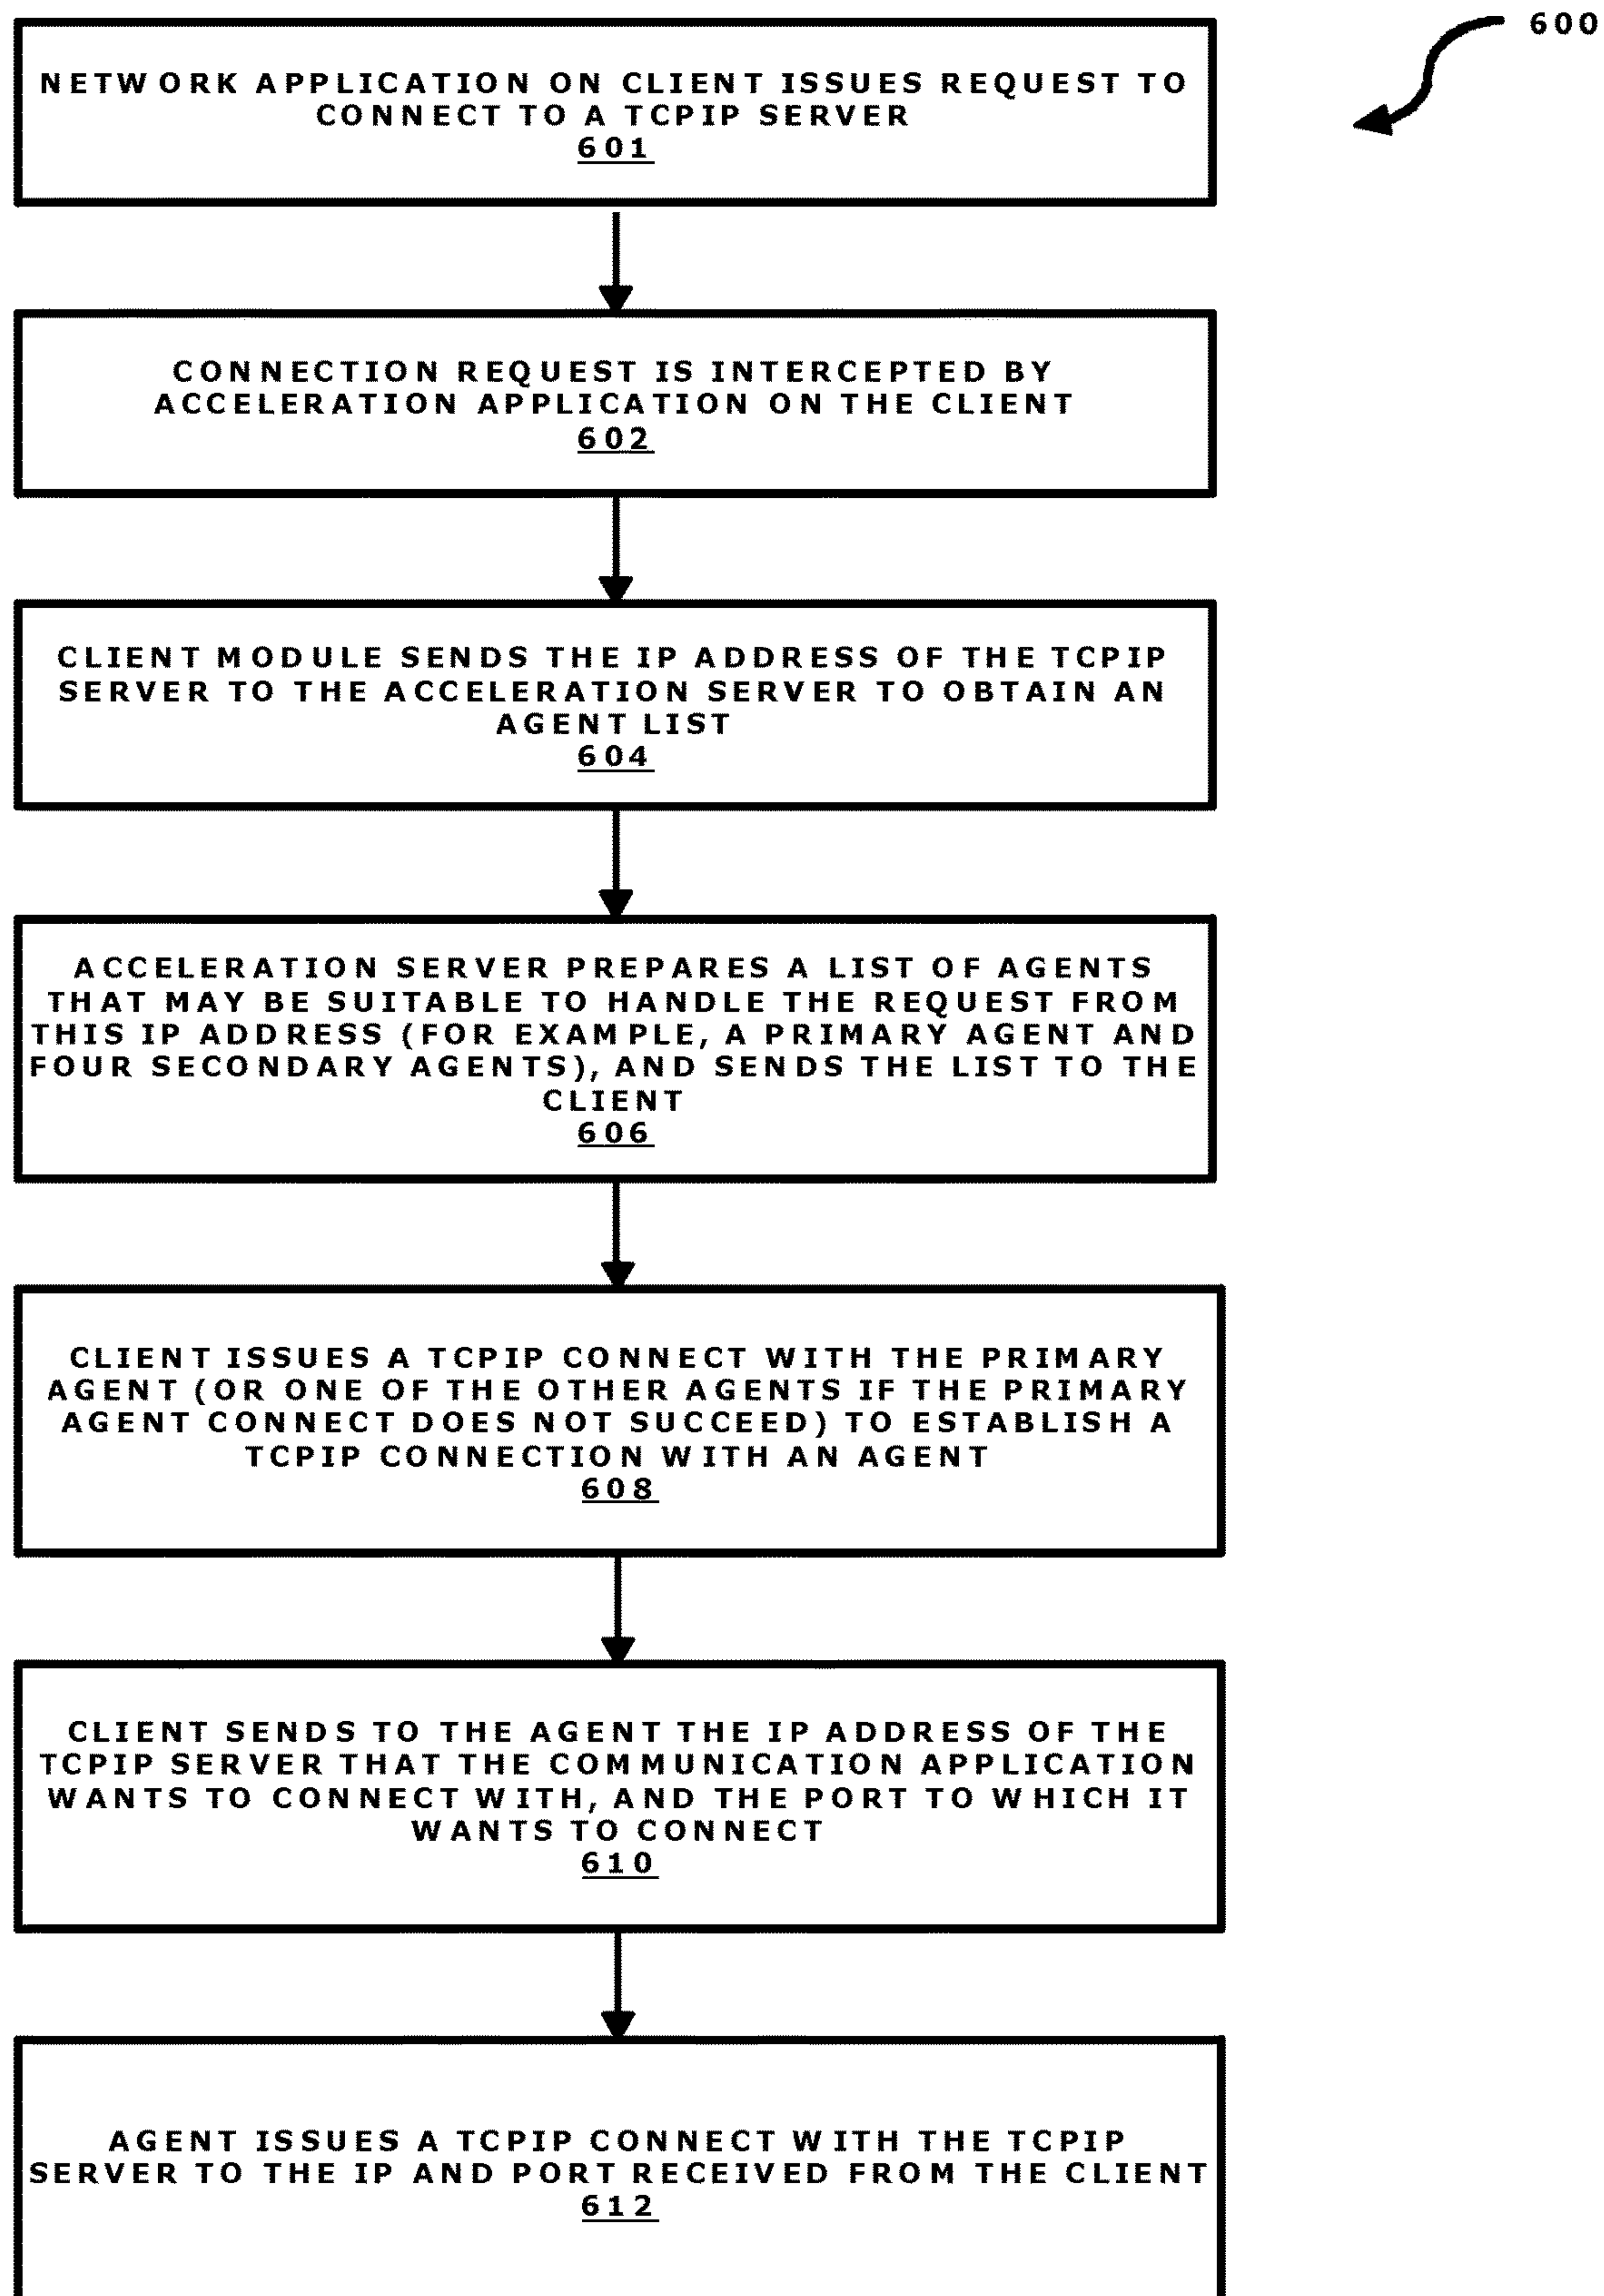 600
NETWORK APPLICATION ON CLIENT ISSUES REQUEST TO
CONNECT TO A TCPIP SERVER
601
CONNECTION REQUEST IS INTERCEPTED BY
ACCELERATION APPLICATION ON THE CLIENT
602
CLIENT MODULE SENDS THE IP ADDRESS OF THE TCPIP
SERVER TO THE ACCELERATION SERVER TO OBTAIN AN
AGENT LIST
604
ACCELERATION SERVER PREPARES A LIST OF AGENTS
THAT MAY BE SUITABLE TO HANDLE THE REQUEST FROM
THIS IP ADDRESS (FOR EXAMPLE, A PRIMARY AGENT AND
FOUR SECONDARY AGENTS), AND SENDS THE LIST TO THE
CLIENT
606
CLIENT ISSUES A TCPIP CONNECT WITH THE PRIMARY
AGENT (OR ONE OF THE OTHER AGENTS IF THE PRIMARY
AGENT CONNECT DOES NOT SUCCEED) TO ESTABLISH A
TCPIP CONNECTION WITH AN AGENT
608
CLIENT SENDS TO THE AGENT THE IP ADDRESS OF THE
TCPIP SERVER THAT THE COMMUNICATION APPLICATION
WANTS TO CONNECT WITH, AND THE PORT TO WHICH IT
WANTS TO CONNECT
610
AGENT ISSUES A TCPIP CONNECT WITH THE TCPIP
SERVER TO THE IP AND PORT RECEIVED FROM THE CLIENT
612